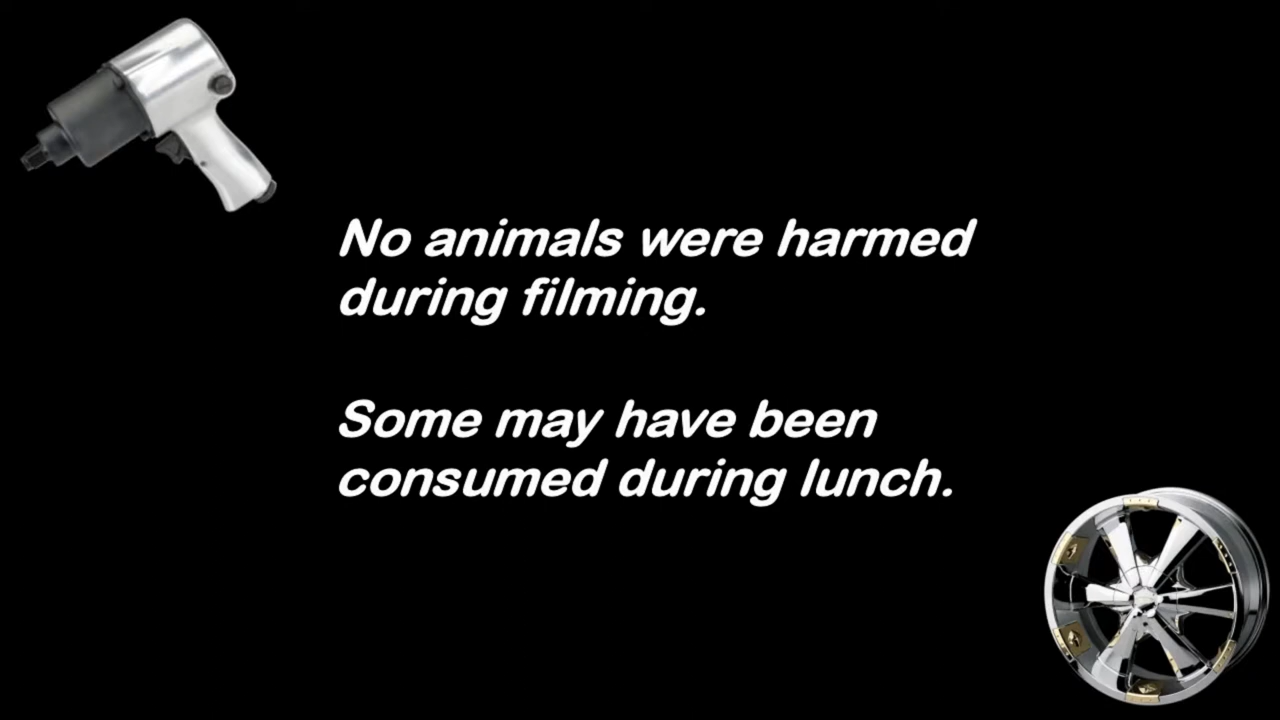 No animals were harmed
during filming.
Some may have been
consumed during lunch.